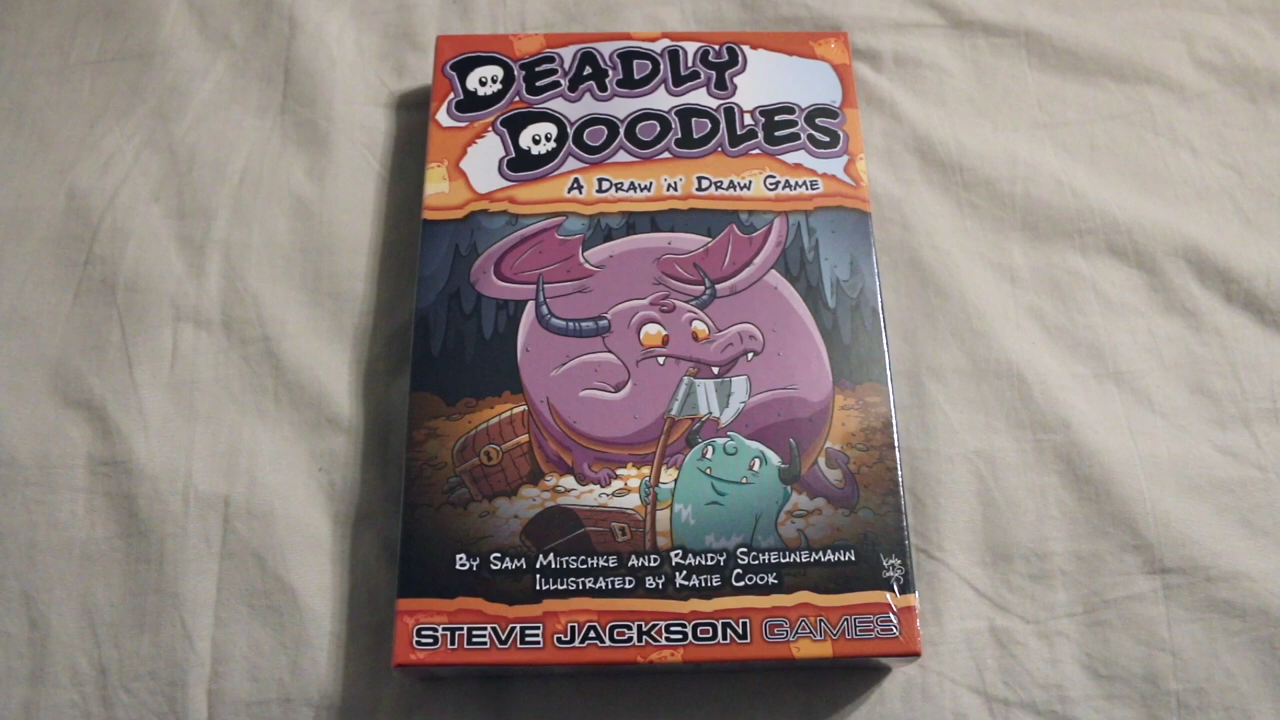 DEADLY
DOODLES
A DRAW 'N' DRAW GAME
BY SAM MITSCHKE AND RANDY SCHEUNEMANN
ILLUSTRATED BY KATIE COOK
STEVE JACKSON GAMES